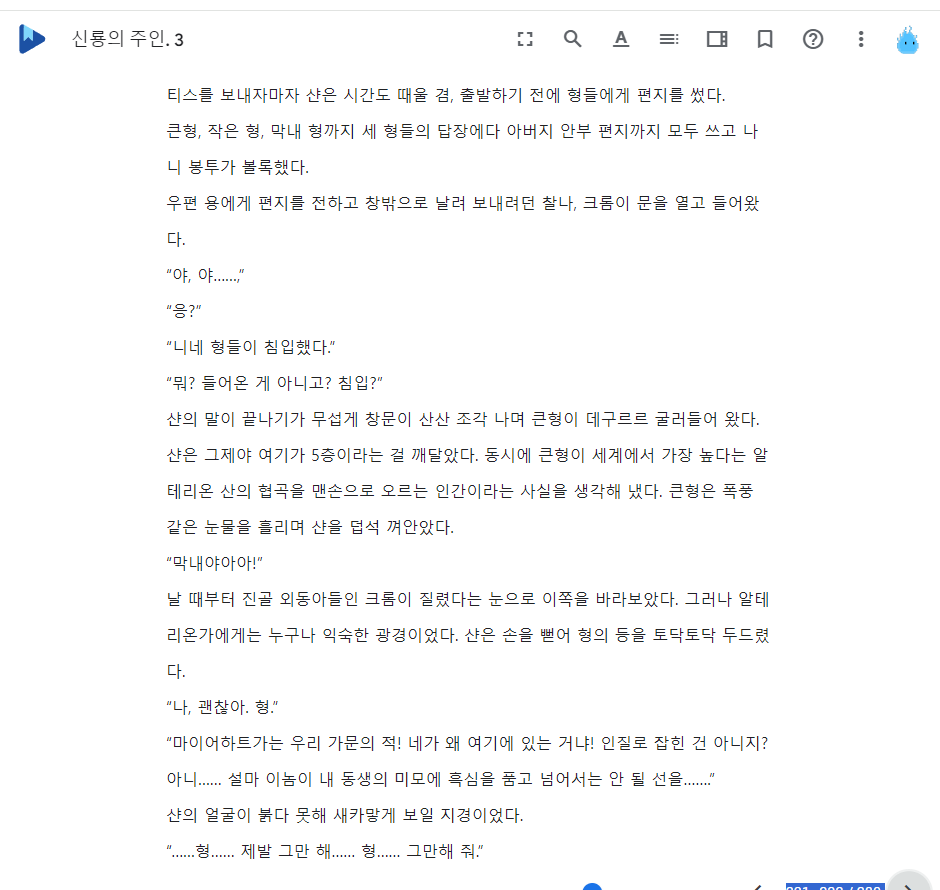 신룡의 주인. 3
티스를 보내자마자 샨은 시간도 때울 겸, 출발하기 전에 형들에게 편지를 썼다.
큰형, 작은 형, 막내 형까지 세 형들의 답장에다 아버지 안부 편지까지 모두 쓰고 나
니 봉투가 볼록했다.
우편 용에게 편지를 전하고 창밖으로 날려 보내려던 찰나, 크롬이 문을 열고 들어왔
다.
“야, 야……,”
“응?”
“니네 형들이 침입했다.”
“뭐? 들어온 게 아니고? 침입?”
샨의 말이 끝나기가 무섭게 창문이 산산 조각 나며 큰형이 데구르르 굴러들어 왔다.
샨은 그제야 여기가 5층이라는 걸 깨달았다. 동시에 큰형이 세계에서 가장 높다는 알
테리온 산의 협곡을 맨손으로 오르는 인간이라는 사실을 생각해 냈다. 큰형은 폭풍
같은 눈물을 흘리며 샨을 덥석 껴안았다.
“막내야아아!”
날 때부터 진골 외동아들인 크롬이 질렸다는 눈으로 이쪽을 바라보았다. 그러나 알테
리온가에게는 누구나 익숙한 광경이었다. 샨은 손을 뻗어 형의 등을 토닥토닥 두드렸
다.
“나, 괜찮아. 형.”
“마이어하트가는 우리 가문의 적! 네가 왜 여기에 있는 거냐! 인질로 잡힌 건 아니지?
아니…… 설마 이놈이 내 동생의 미모에 흑심을 품고 넘어서는 안 될 선을…….”
샨의 얼굴이 붉다 못해 새카맣게 보일 지경이었다.
“……형…… 제발 그만 해…… 형…… 그만해 줘.”